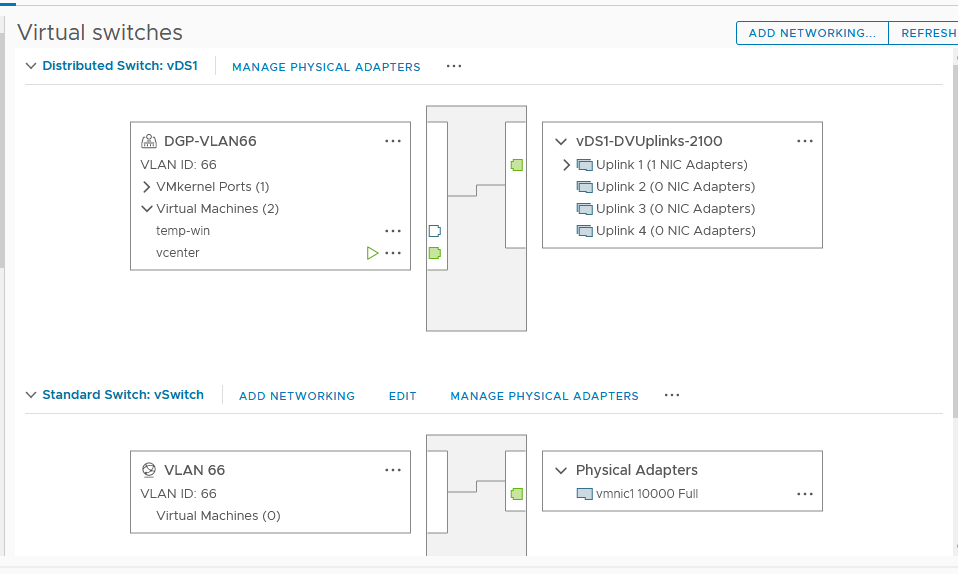 Virtual switches
ADD NETWORKING...
REFRESH
Distributed Switch: vDS1
MANAGE PHYSICAL ADAPTERS
DGP-VLAN66
VLAN ID: 66
VMkernel Ports (1)
Virtual Machines (2)
temp-win
vcenter
vDS1-DVUplinks-2100
Uplink 1 (1 NIC Adapters)
Uplink 2 (0 NIC Adapters)
Uplink 3 (0 NIC Adapters)
Uplink 4 (0 NIC Adapters)
Standard Switch: vSwitch
ADD NETWORKING
EDIT
MANAGE PHYSICAL ADAPTERS
VLAN 66
VLAN ID: 66
Virtual Machines (0)
Physical Adapters
vmnic1 10000 Full